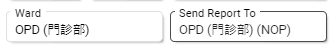 Ward
OPD (門診部)
Send Report To
OPD (門診部) (NOP)